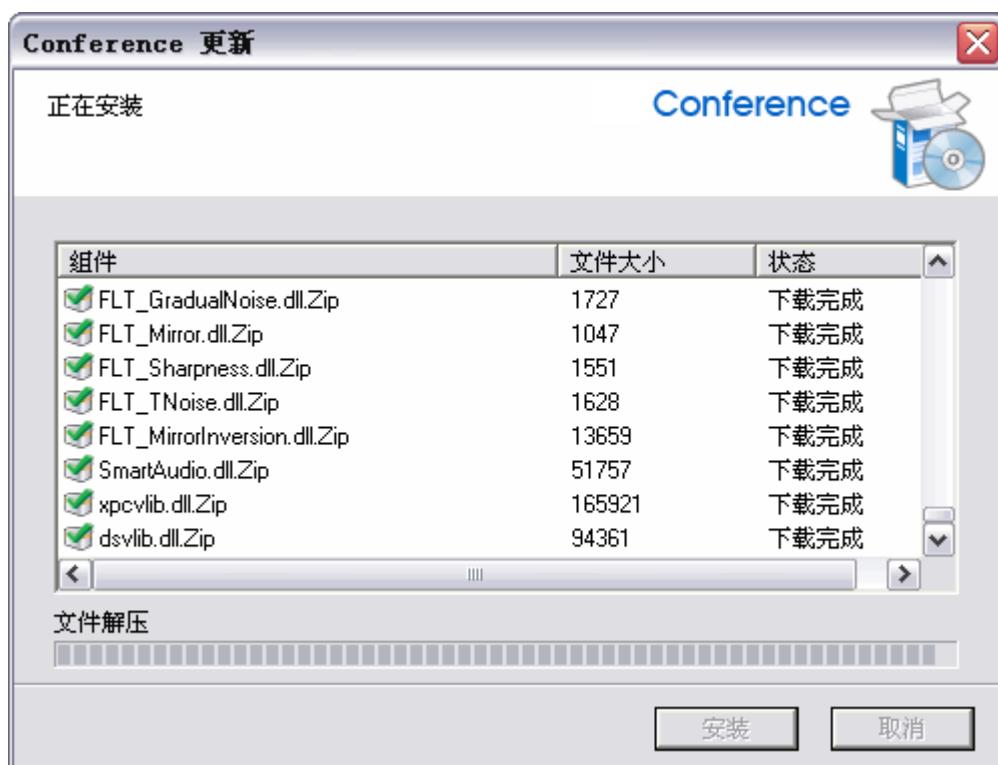 Conference 更新
正在安装
Conference
组件 文件大小 状态
FLT_GradualNoise.dll.Zip 1727 下载完成
FLT_Mirror.dll.Zip 1047 下载完成
FLT_Sharpness.dll.Zip 1551 下载完成
FLT_TNoise.dll.Zip 1628 下载完成
FLT_MirrorInversion.dll.Zip 13659 下载完成
SmartAudio.dll.Zip 51757 下载完成
xpcvlib.dll.Zip 165921 下载完成
dsvlib.dll.Zip 94361 下载完成
文件解压
安装 取消